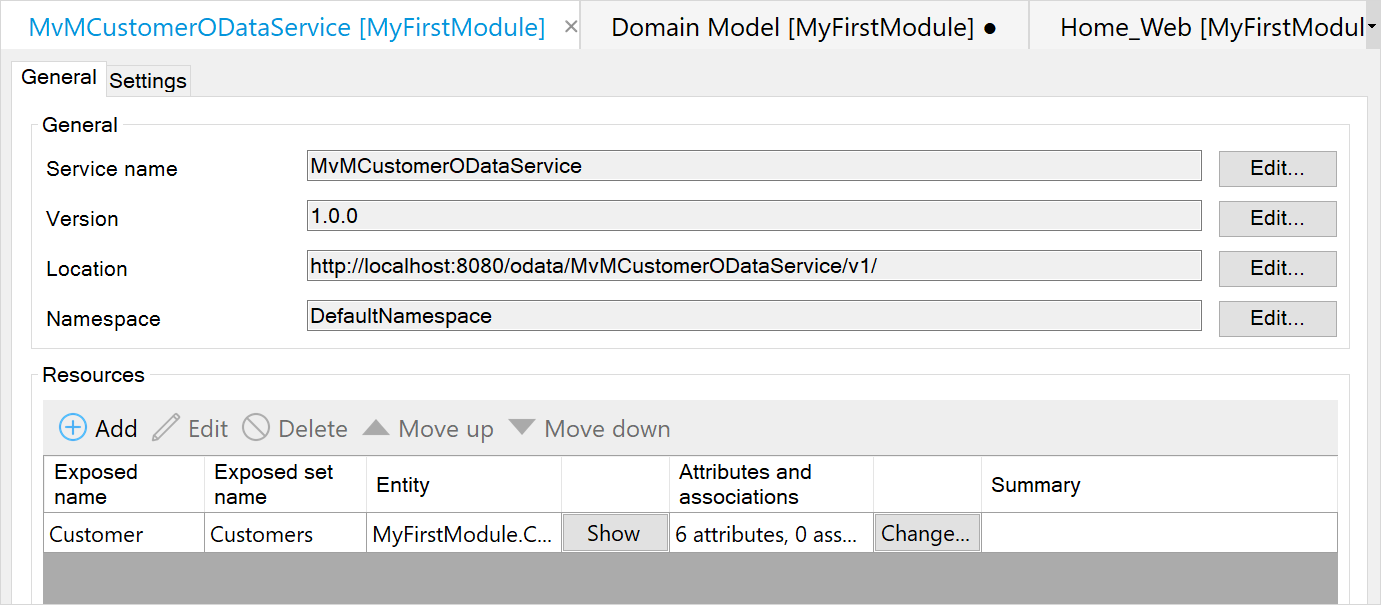 MvMCustomerODataService [MyFirstModule] × Domain Model [MyFirstModule] ● Home_Web [MyFirstModul
General Settings
General
Service name MvMCustomerODataService Edit...
Version 1.0.0 Edit...
Location http://localhost:8080/odata/MvMCustomerODataService/v1/ Edit...
Namespace DefaultNamespace Edit...
Resources
Add Edit Delete Move up Move down
Exposed name Exposed set name Entity Attributes and associations Summary
Customer Customers MyFirstModule.C... Show 6 attributes, 0 ass... Change...